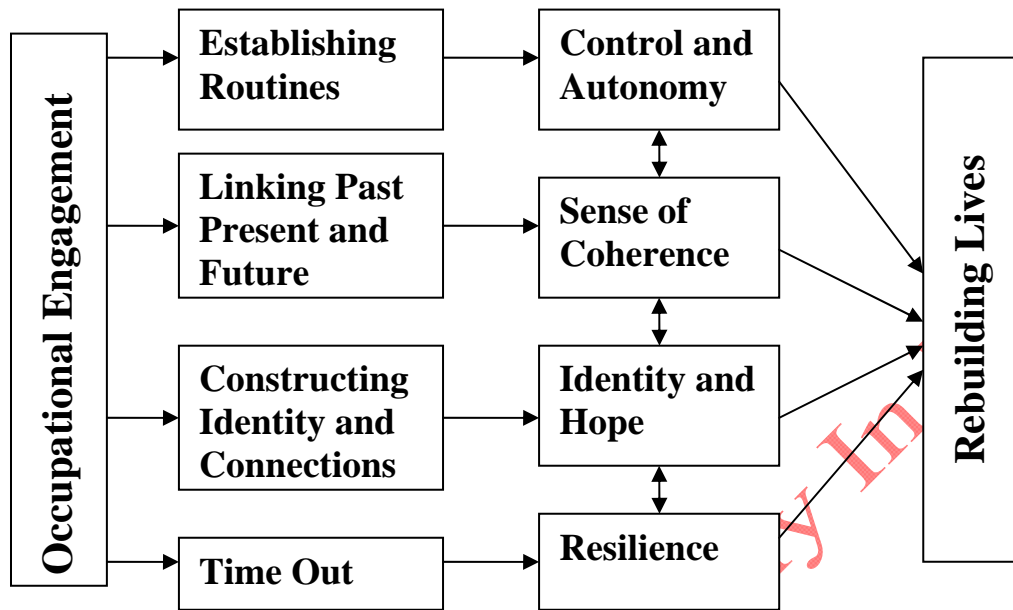 Occupational Engagement
Establishing
Routines
Control and
Autonomy
Linking Past
Present and
Future
Sense of
Coherence
Constructing
Identity and
Connections
Identity and
Hope
Time Out
Resilience
Rebuilding Lives
In